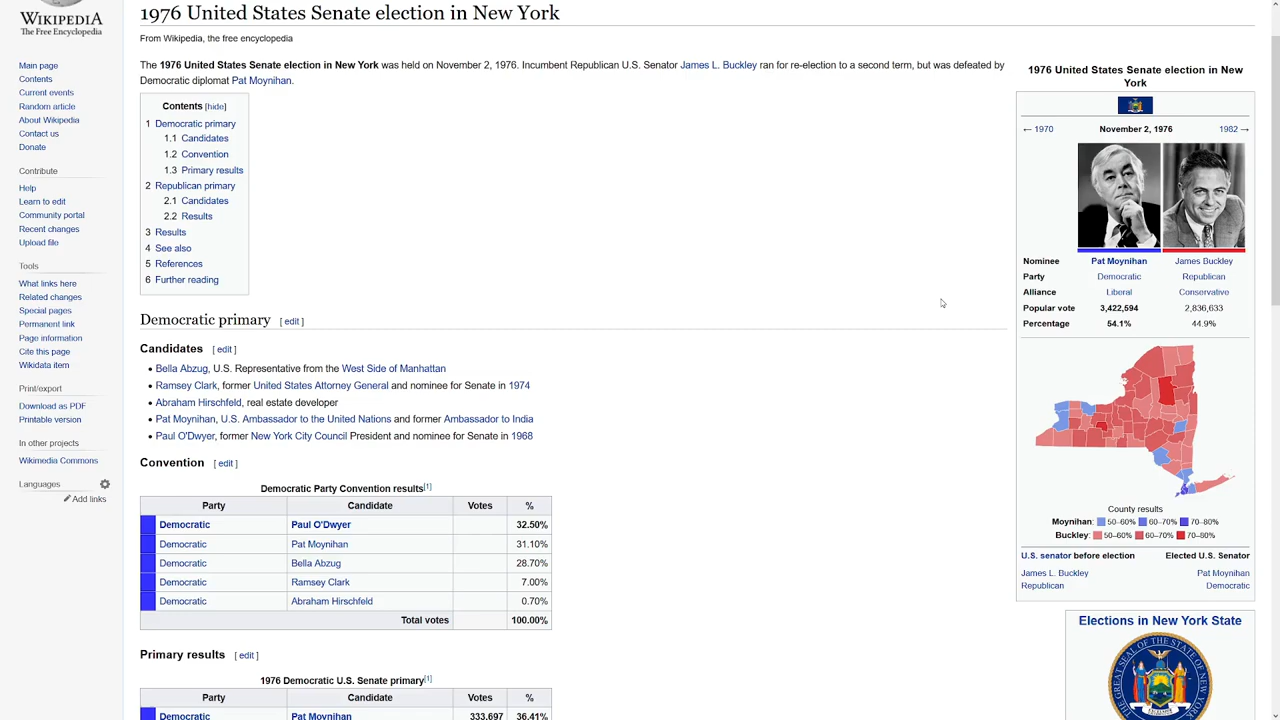 WIKIPEDIA
The Free Encyclopedia
Main page
Contents
Current events
Random article
About Wikipedia
Contact us
Donate
Contribute
Help
Learn to edit
Community portal
Recent changes
Upload file
Tools
What links here
Related changes
Special pages
Permanent link
Page information
Cite this page
Wikidata item
Print/export
Download as PDF
Printable version
In other projects
Wikimedia Commons
Languages
Add links
1976 United States Senate election in New York
From Wikipedia, the free encyclopedia
The 1976 United States Senate election in New York was held on November 2, 1976. Incumbent Republican U.S. Senator James L. Buckley ran for re-election to a second term, but was defeated by
Democratic diplomat Pat Moynihan.
Contents [hide]
1 Democratic primary
1.1 Candidates
1.2 Convention
1.3 Primary results
2 Republican primary
2.1 Candidates
2.2 Results
3 Results
4 See also
5 References
6 Further reading
Democratic primary [ edit ]
Candidates [ edit ]
• Bella Abzug, U.S. Representative from the West Side of Manhattan
• Ramsey Clark, former United States Attorney General and nominee for Senate in 1974
• Abraham Hirschfeld, real estate developer
• Pat Moynihan, U.S. Ambassador to the United Nations and former Ambassador to India
• Paul O'Dwyer, former New York City Council President and nominee for Senate in 1968
Convention [ edit ]
Democratic Party Convention results[1]
Party Candidate Votes %
Democratic Paul O'Dwyer 32.50%
Democratic Pat Moynihan 31.10%
Democratic Bella Abzug 28.70%
Democratic Ramsey Clark 7.00%
Democratic Abraham Hirschfeld 0.70%
Total votes 100.00%
Primary results [ edit ]
1976 Democratic U.S. Senate primary[1]
Party Candidate Votes %
Democratic Pat Moynihan 333,697 36.41%
1976 United States Senate election in New
York
← 1970 November 2, 1976 1982 →
Nominee Pat Moynihan James Buckley
Party Democratic Republican
Alliance Liberal Conservative
Popular vote 3,422,594 2,836,633
Percentage 54.1% 44.9%
County results
Moynihan: 50–60% 60–70% 70–80%
Buckley: 50–60% 60–70% 70–80%
U.S. senator before election Elected U.S. Senator
James L. Buckley Pat Moynihan
Republican Democratic
Elections in New York State
THE GREAT SEAL OF THE STATE OF NEW YORK
EXCELSIOR